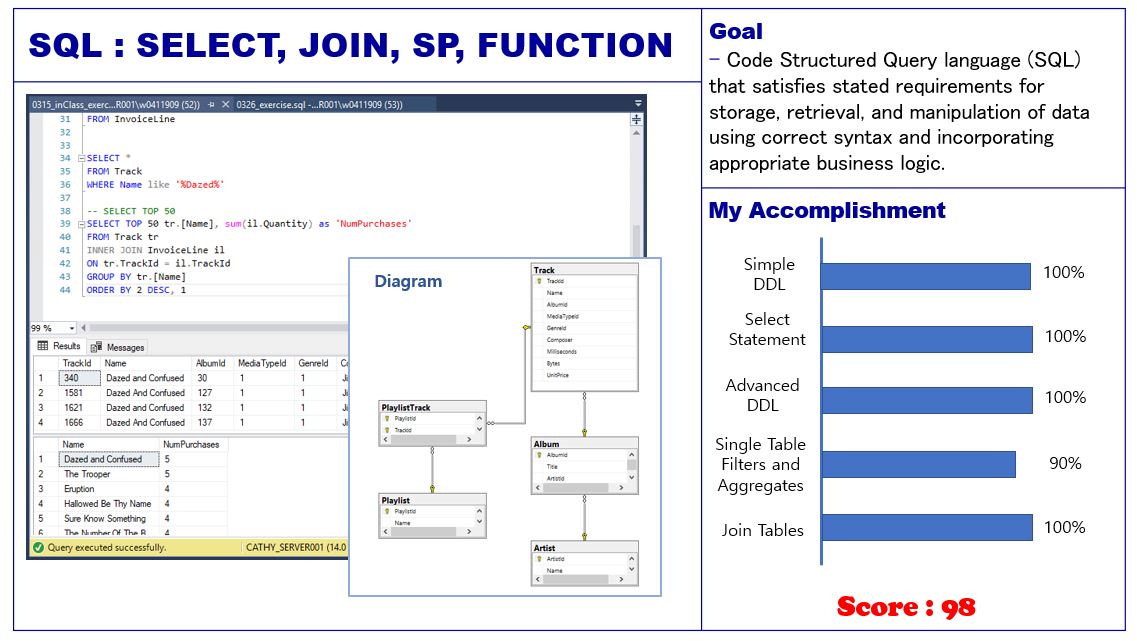 SQL : SELECT, JOIN, SP, FUNCTION
0315_inClass_exerc...R001\w0411909 (52)) 0326_exercise.sql -...R001\w0411909 (53))
31 FROM InvoiceLine
32
33
34 SELECT *
35 FROM Track
36 WHERE Name like '%Dazed%'
37
38 -- SELECT TOP 50
39 SELECT TOP 50 tr.[Name], sum(il.Quantity) as 'NumPurchases'
40 FROM Track tr
41 INNER JOIN InvoiceLine il
42 ON tr.TrackId = il.TrackId
43 GROUP BY tr.[Name]
44 ORDER BY 2 DESC, 1
99 %
Results Messages
TrackId Name AlbumId MediaTypeId GenreId
1 340 Dazed and Confused 30 1 1
2 1581 Dazed And Confused 127 1 1
3 1621 Dazed and Confused 132 1 1
4 1666 Dazed And Confused 137 1 1
Name NumPurchases
1 Dazed and Confused 5
2 The Trooper 5
3 Eruption 4
4 Hallowed Be Thy Name 4
5 Sure Know Something 4
6 The Number Of The B
Query executed successfully. CATHY_SERVER001 (14.0
Diagram
Track
TrackId
Name
AlbumId
MediaTypeId
GenreId
Composer
Milliseconds
Bytes
UnitPrice
PlaylistTrack
PlaylistId
TrackId
Album
AlbumId
Title
ArtistId
Playlist
PlaylistId
Name
Artist
ArtistId
Name
Goal
- Code Structured Query language (SQL)
that satisfies stated requirements for
storage, retrieval, and manipulation of data
using correct syntax and incorporating
appropriate business logic.
My Accomplishment
Simple
DDL
100%
Select
Statement
100%
Advanced
DDL
100%
Single Table
Filters and
Aggregates
90%
Join Tables
100%
Score : 98